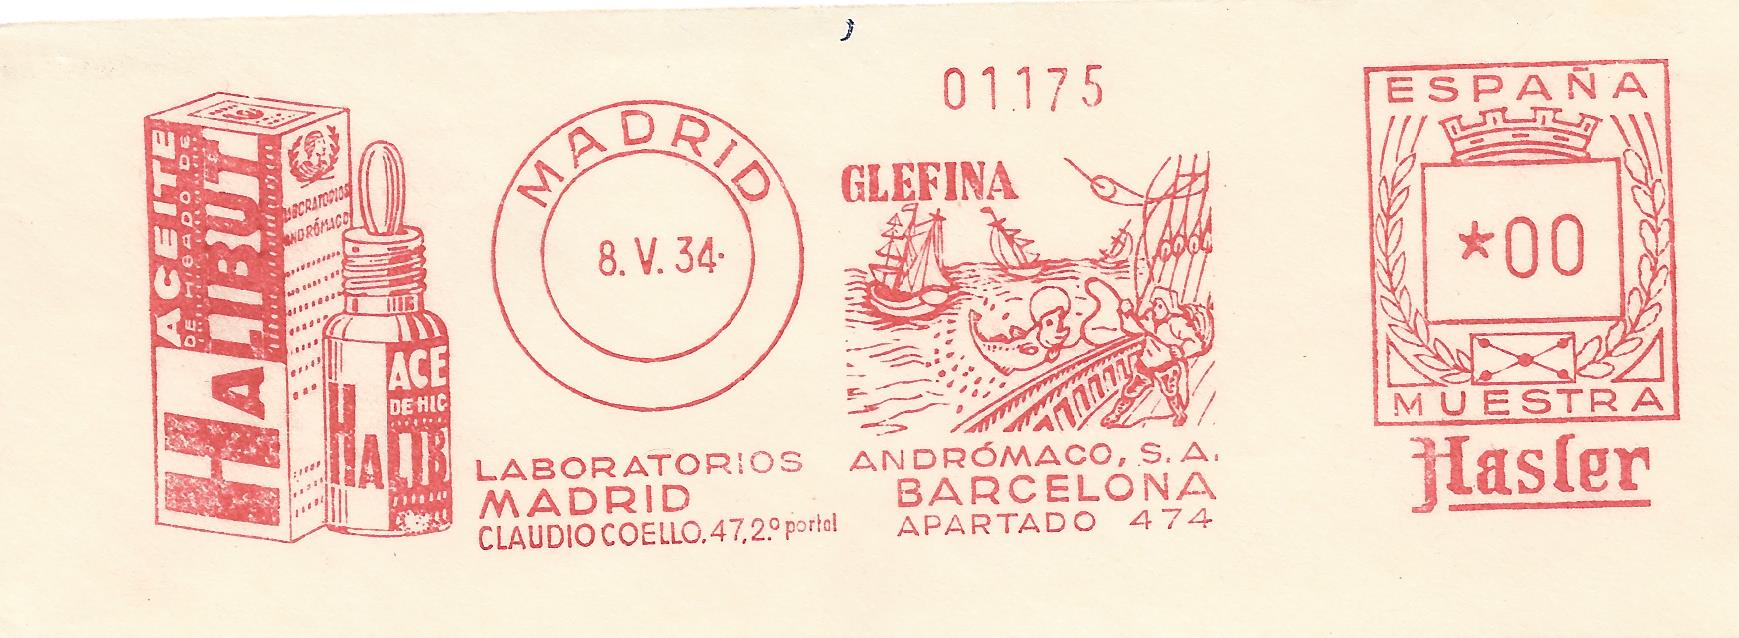 ACEITE
DE HIGADO DE
HALIBUT
LABORATORIOS
ANDRÓMACO
ACE
DE HIG
HALIB
MADRID
8. V. 34
01175
GLEFINA
LABORATORIOS ANDRÓMACO, S. A.
MADRID BARCELONA
CLAUDIO COELLO, 47, 2.º portal APARTADO 474
ESPAÑA
*00
MUESTRA
Hasler